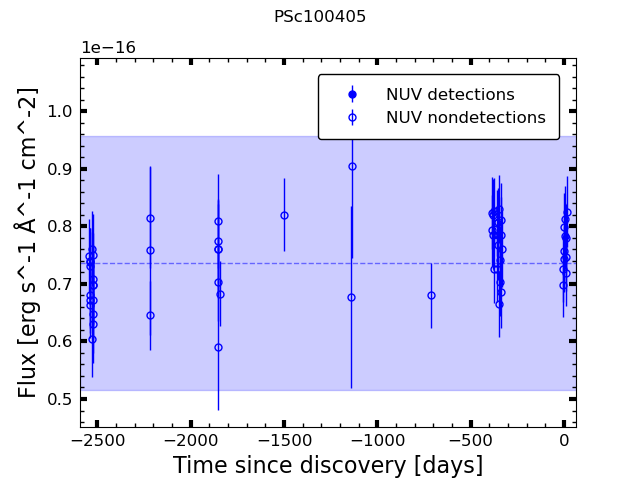 PSc100405
1e−16
NUV detections
NUV nondetections
1.0
0.9
0.8
0.7
0.6
0.5
Flux [erg s^-1 Å^-1 cm^-2]
−2500 −2000 −1500 −1000 −500 0
Time since discovery [days]